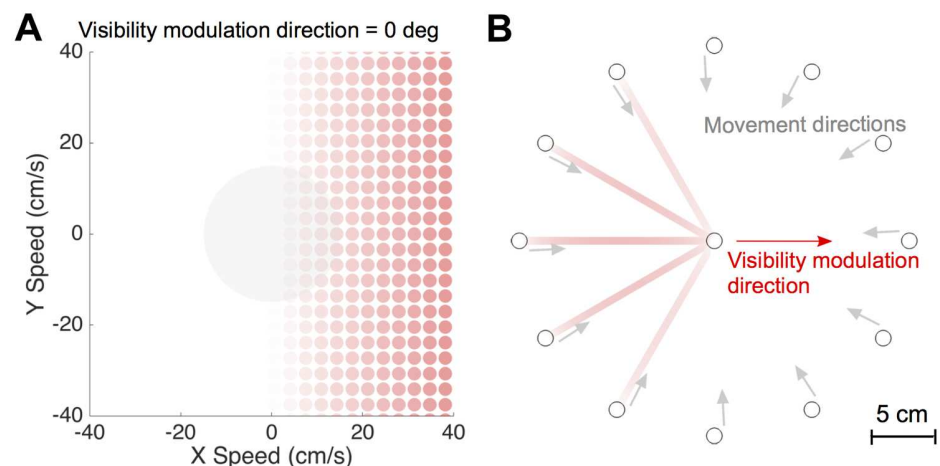 A
Visibility modulation direction = 0 deg
40
20
0
-20
-40
Y Speed (cm/s)
-40
-20
0
20
40
X Speed (cm/s)
B
Movement directions
Visibility modulation
direction
5 cm